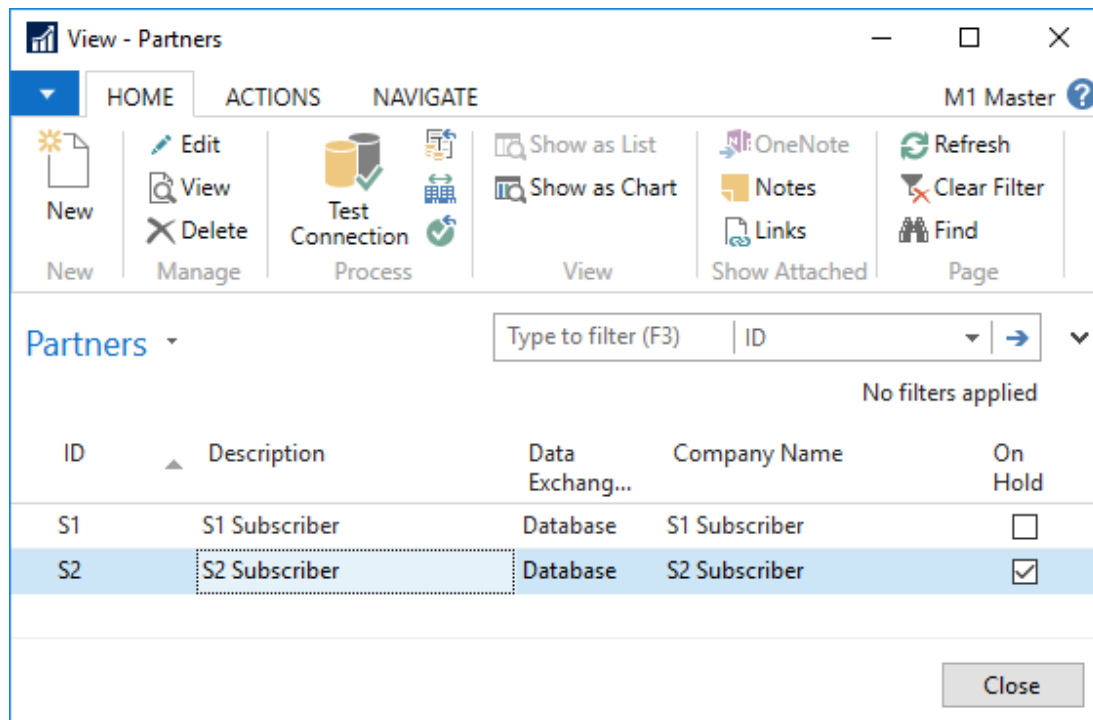 View - Partners
HOME ACTIONS NAVIGATE M1 Master ?
New
Edit
View
Delete
Test
Connection
Show as List
Show as Chart
OneNote
Notes
Links
Refresh
Clear Filter
Find
New Manage Process View Show Attached Page
Partners
Type to filter (F3) ID
No filters applied
ID Description Data Exchang... Company Name On Hold
S1 S1 Subscriber Database S1 Subscriber
S2 S2 Subscriber Database S2 Subscriber
Close